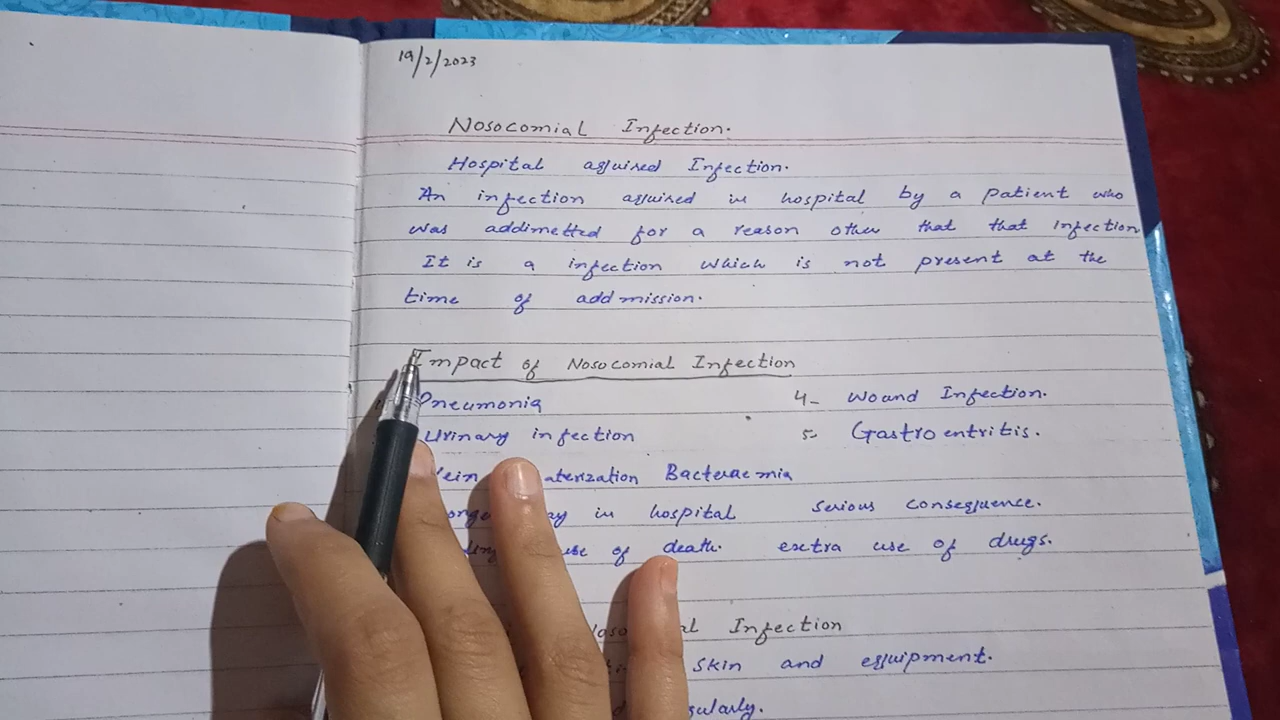 19/2/2023
Nosocomial Infection.
Hospital aquired Infection.
An infection aquired in hospital by a patient who
was addimetted for a reason other that that Infection
It is a infection which is not present at the
time of addmission.
Impact of Nosocomial Infection
Pneumonia 4- Wound Infection.
Urinary infection 5- Gastroentritis.
Bacteraemia
in hospital serious consequence.
of death. extra use of drugs.
Infection
skin and equipment.